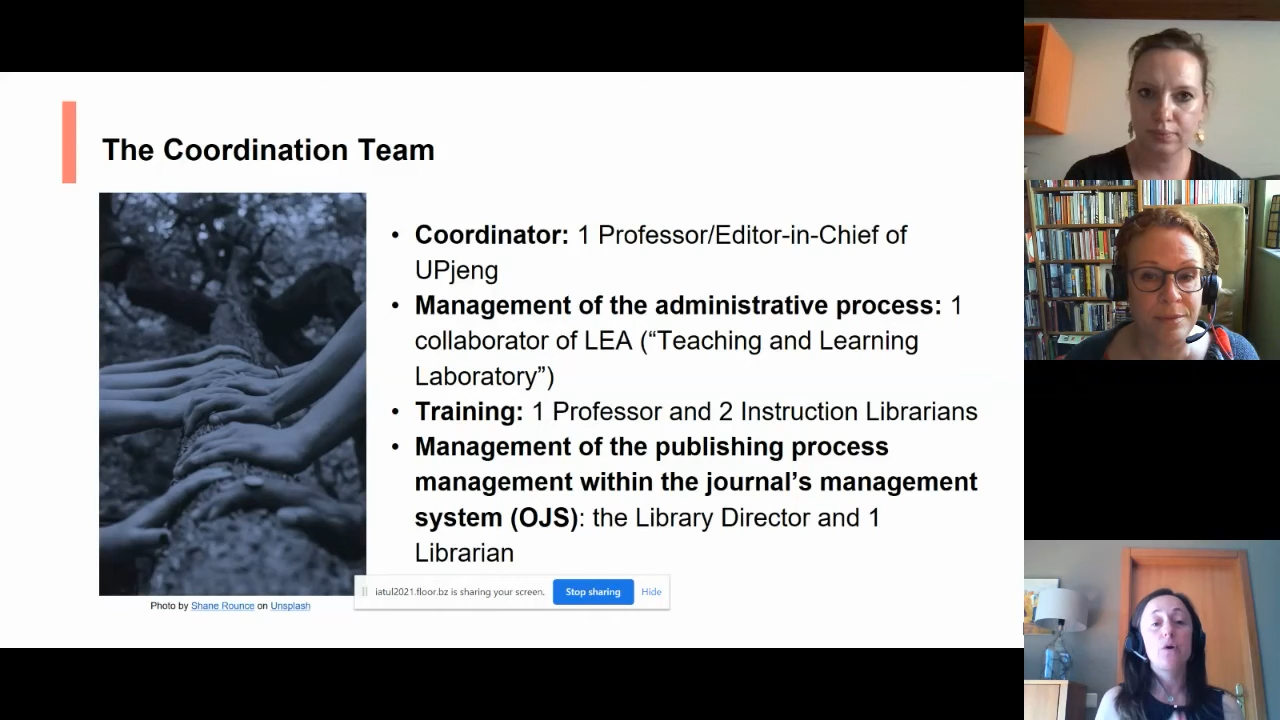 The Coordination Team
• Coordinator: 1 Professor/Editor-in-Chief of
UPjeng
• Management of the administrative process: 1
collaborator of LEA (“Teaching and Learning
Laboratory”)
• Training: 1 Professor and 2 Instruction Librarians
• Management of the publishing process
management within the journal’s management
system (OJS): the Library Director and 1
Librarian
iatul2021.floor.bz is sharing your screen. Stop sharing Hide
Photo by Shane Rounce on Unsplash